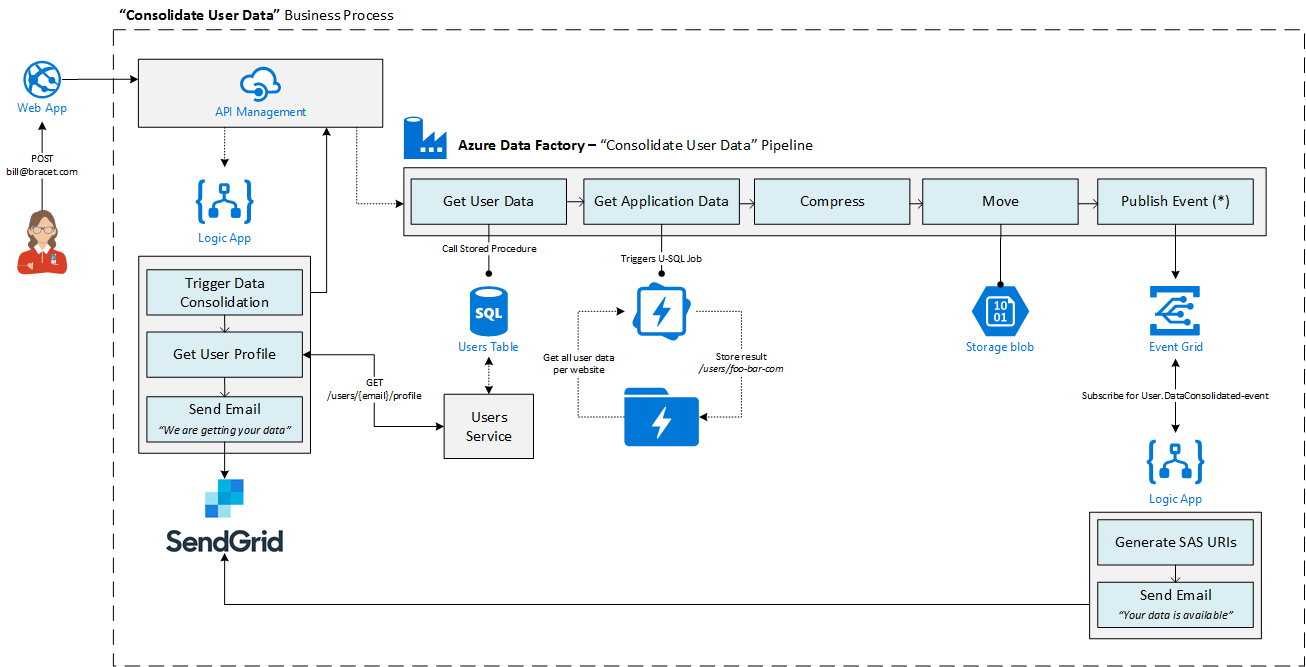 “Consolidate User Data” Business Process
Web App
API Management
POST
bill@bracet.com
Azure Data Factory – “Consolidate User Data” Pipeline
Get User Data
Get Application Data
Compress
Move
Publish Event (*)
Logic App
Call Stored Procedure
Triggers U-SQL Job
Trigger Data
Consolidation
SQL
10
01
Users Table
Storage blob
Event Grid
Get User Profile
Get all user data
per website
Store result
/users/foo-bar-com
GET
/users/{email}/profile
Subscribe for User.DataConsolidated-event
Send Email
“We are getting your data”
Users
Service
Logic App
SendGrid
Generate SAS URIs
Send Email
“Your data is available”